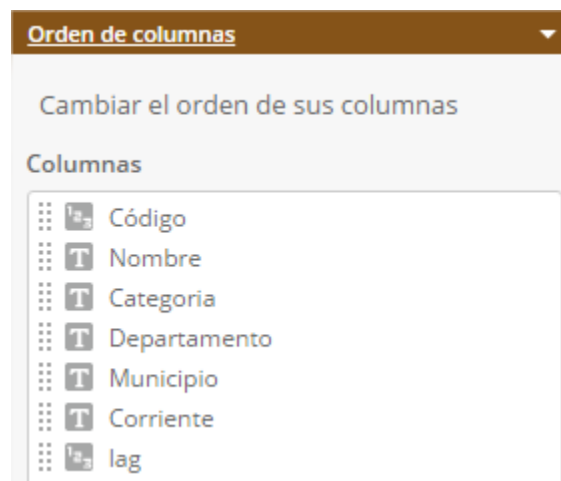 Orden de columnas
Cambiar el orden de sus columnas
Columnas
Código
Nombre
Categoria
Departamento
Municipio
Corriente
lag